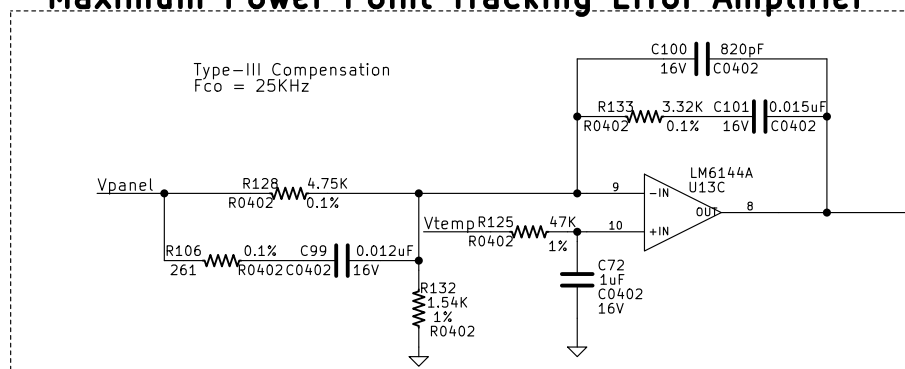 Maximum Power Point Tracking Error Amplifier
Type-III Compensation
Fco = 25KHz
C100 820pF
16V C0402
R133 3.32K C101 0.015uF
R0402 0.1% 16V C0402
LM6144A
U13C
Vpanel
R128 4.75K
R0402 0.1%
9 -IN
OUT 8
Vtemp R125 47K
R0402 1%
10 +IN
R106 0.1% C99 0.012uF
261 R0402 C0402 16V
C72
1uF
C0402
16V
R132
1.54K
1%
R0402